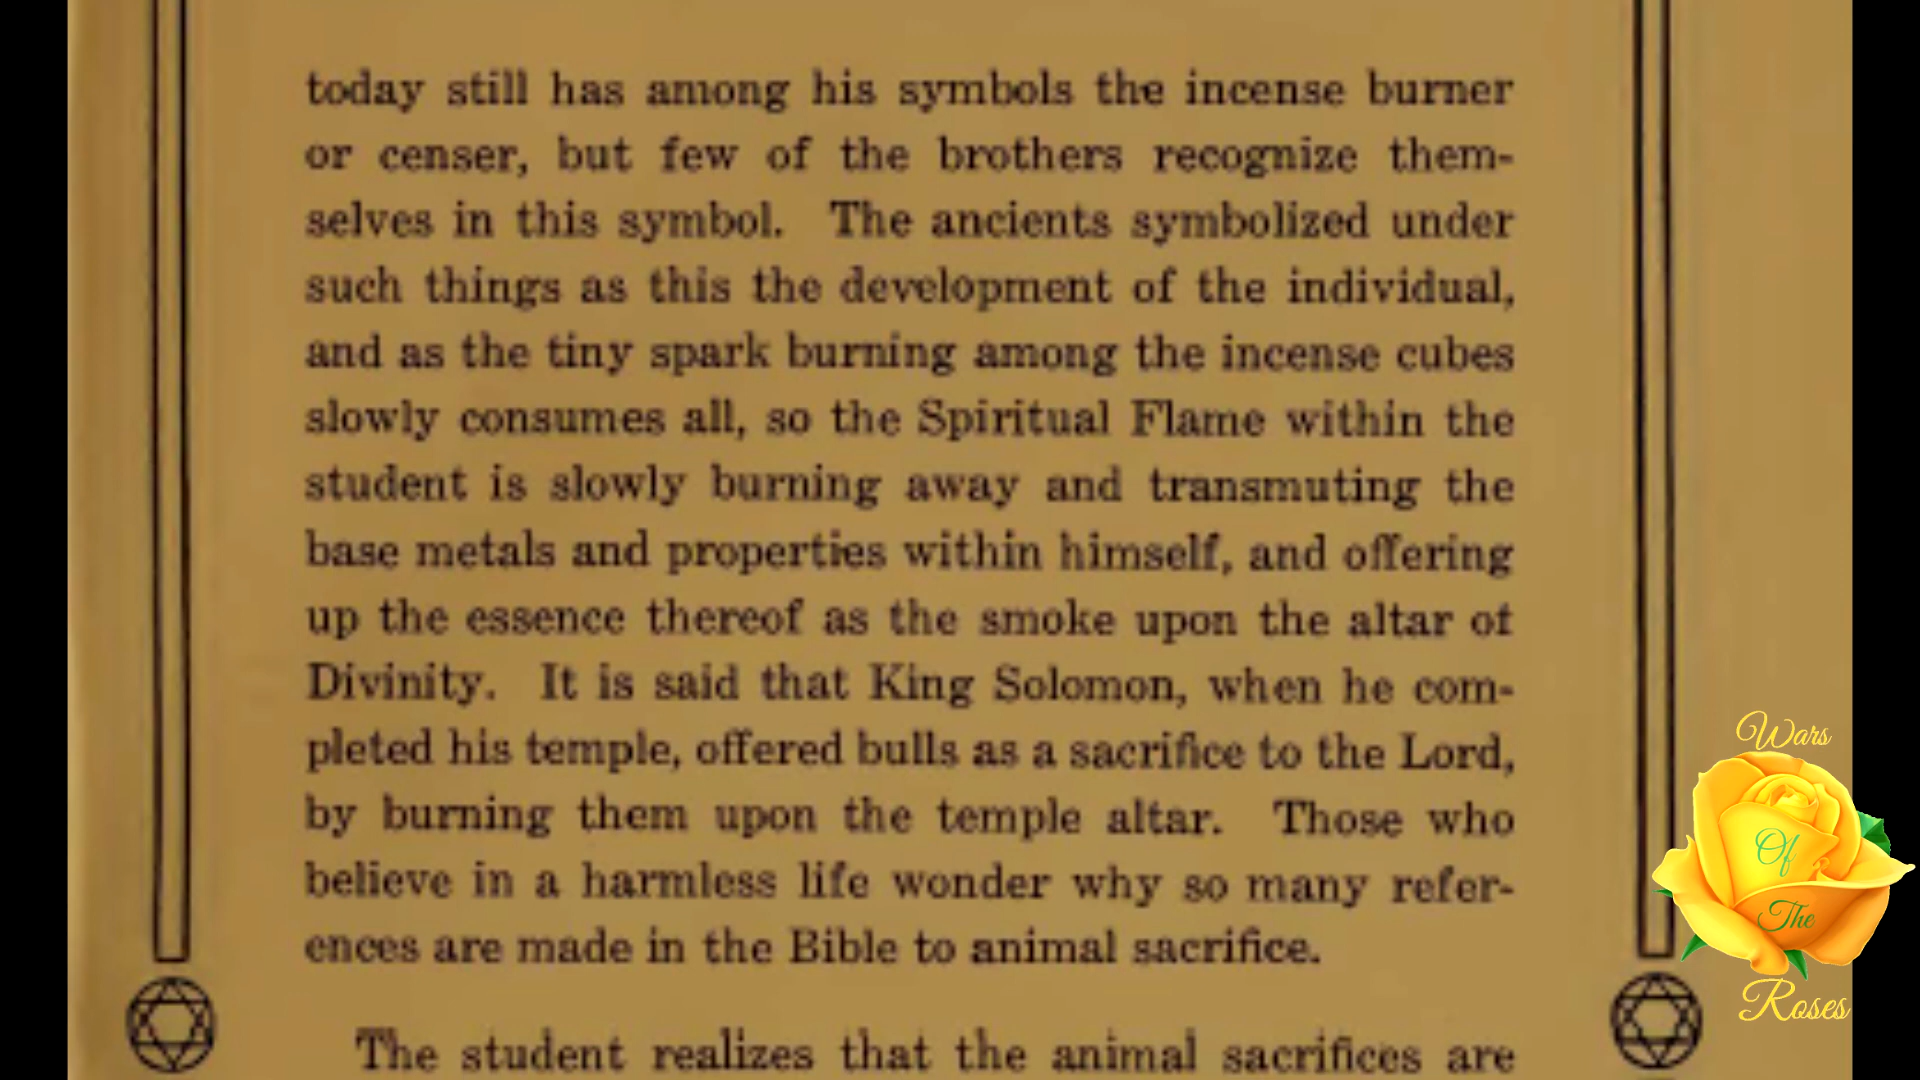 today still has among his symbols the incense burner
or censer, but few of the brothers recognize them-
selves in this symbol. The ancients symbolized under
such things as this the development of the individual,
and as the tiny spark burning among the incense cubes
slowly consumes all, so the Spiritual Flame within the
student is slowly burning away and transmuting the
base metals and properties within himself, and offering
up the essence thereof as the smoke upon the altar of
Divinity. It is said that King Solomon, when he com-
pleted his temple, offered bulls as a sacrifice to the Lord,
by burning them upon the temple altar. Those who
believe in a harmless life wonder why so many refer-
ences are made in the Bible to animal sacrifice.
The student realizes that the animal sacrifices are
Wars
Of
The
Roses